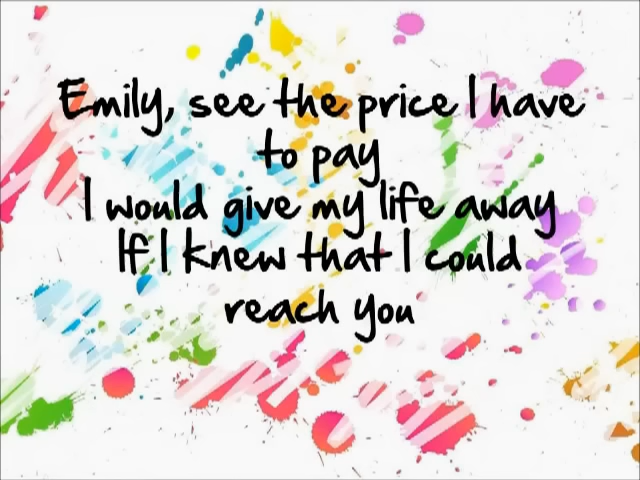 Emily, see the price I have
to pay
I would give my life away
If I knew that I could
reach you